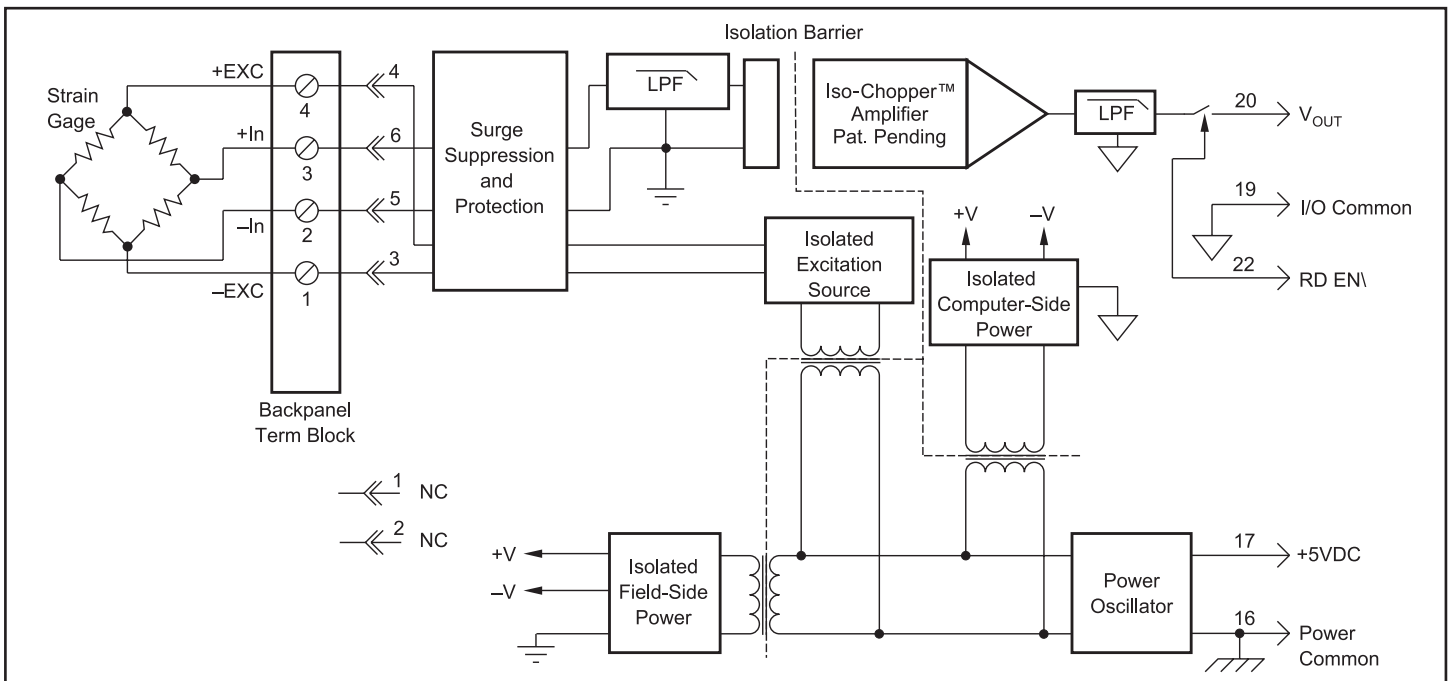 Isolation Barrier
+EXC
4
4
Strain
Gage
LPF
Iso-Chopper™
Amplifier
Pat. Pending
LPF
20
VOUT
+In
3
6
Surge
Suppression
and
Protection
–In
2
5
19
I/O Common
+V
–V
–EXC
1
3
Isolated
Excitation
Source
Isolated
Computer-Side
Power
22
RD EN\
Backpanel
Term Block
1
NC
2
NC
+V
–V
Isolated
Field-Side
Power
Power
Oscillator
17
+5VDC
16
Power
Common